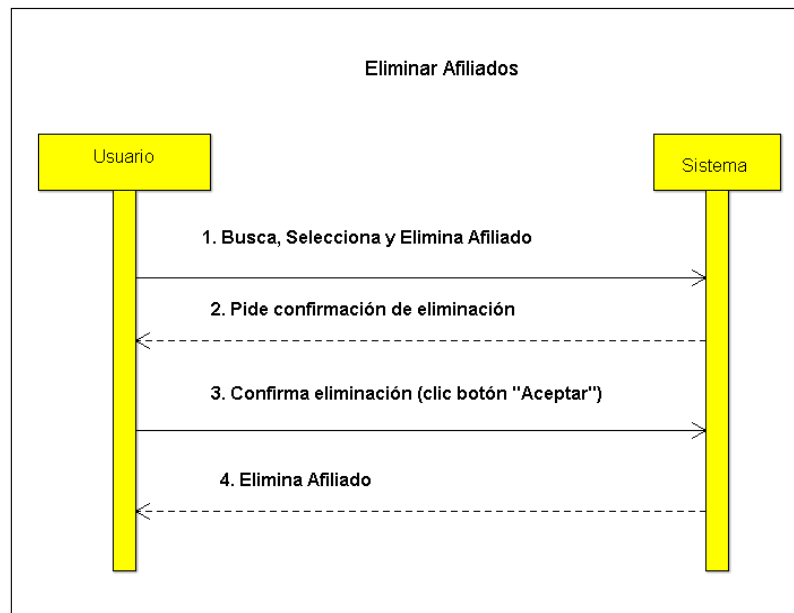 Eliminar Afiliados
Usuario
Sistema
1. Busca, Selecciona y Elimina Afiliado
2. Pide confirmación de eliminación
3. Confirma eliminación (clic botón "Aceptar")
4. Elimina Afiliado